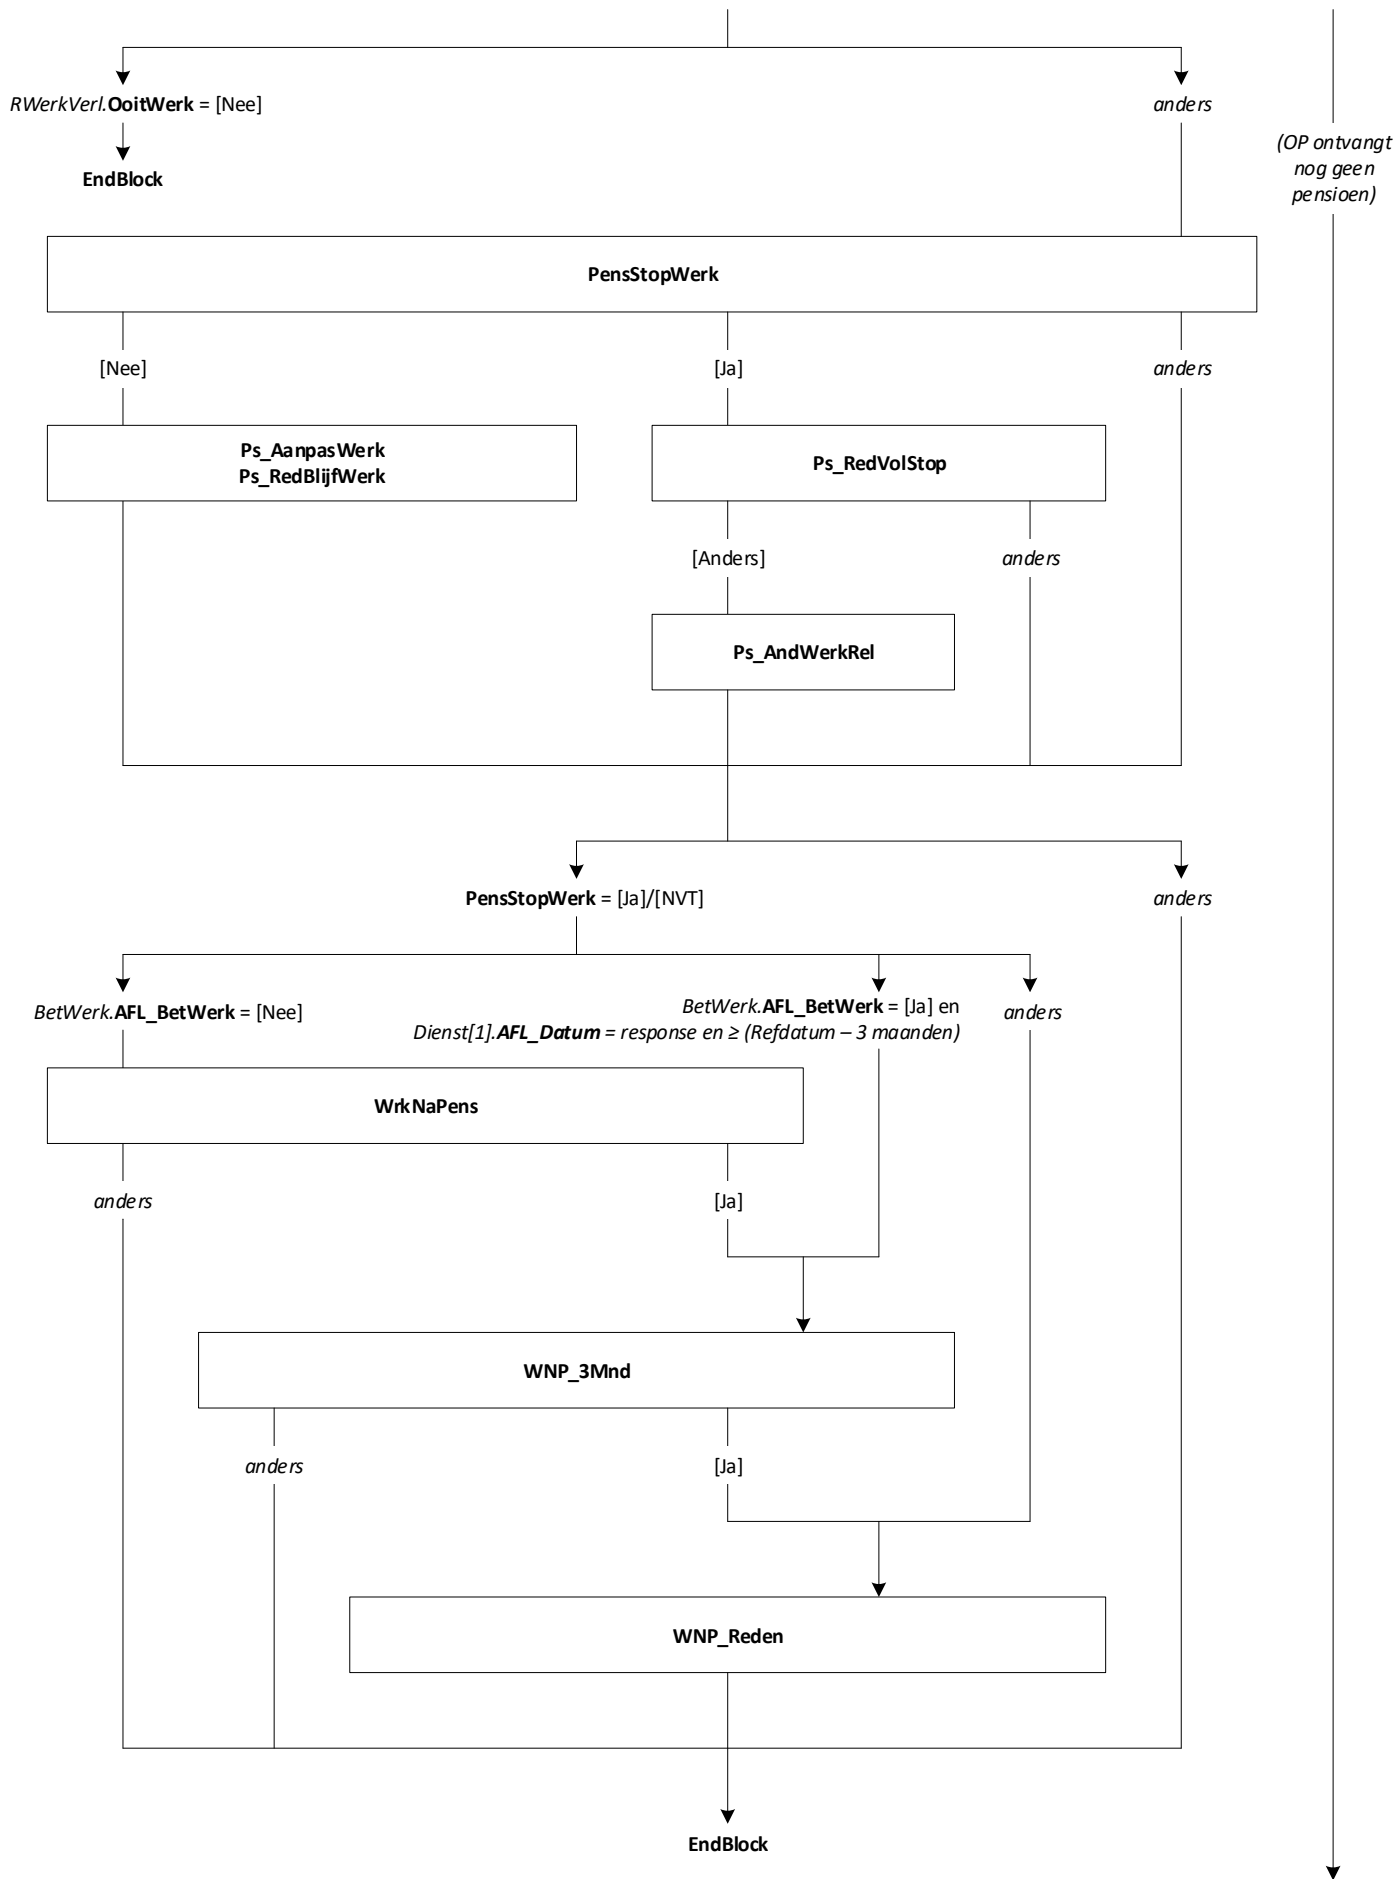 RWerkVerl.OoitWerk = [Nee]
anders
(OP ontvangt
nog geen
pensioen)
EndBlock
PensStopWerk
[Nee]
[Ja]
anders
Ps_AanpasWerk
Ps_RedBlijfWerk
Ps_RedVolStop
[Anders]
anders
Ps_AndWerkRel
PensStopWerk = [Ja]/[NVT]
anders
BetWerk.AFL_BetWerk = [Nee]
BetWerk.AFL_BetWerk = [Ja] en
Dienst[1].AFL_Datum = response en ≥ (Refdatum – 3 maanden)
anders
WrkNaPens
anders
[Ja]
WNP_3Mnd
anders
[Ja]
WNP_Reden
EndBlock